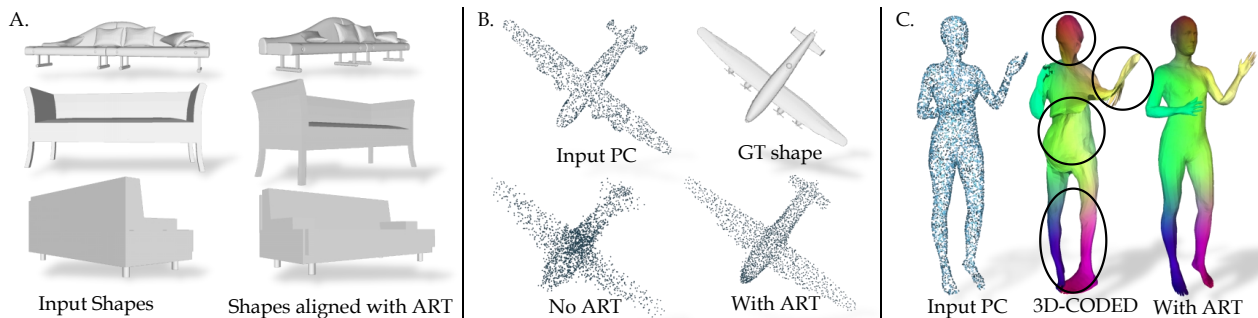 A.
Input Shapes
Shapes aligned with ART
B.
Input PC
GT shape
No ART
With ART
C.
Input PC
3D-CODED
With ART